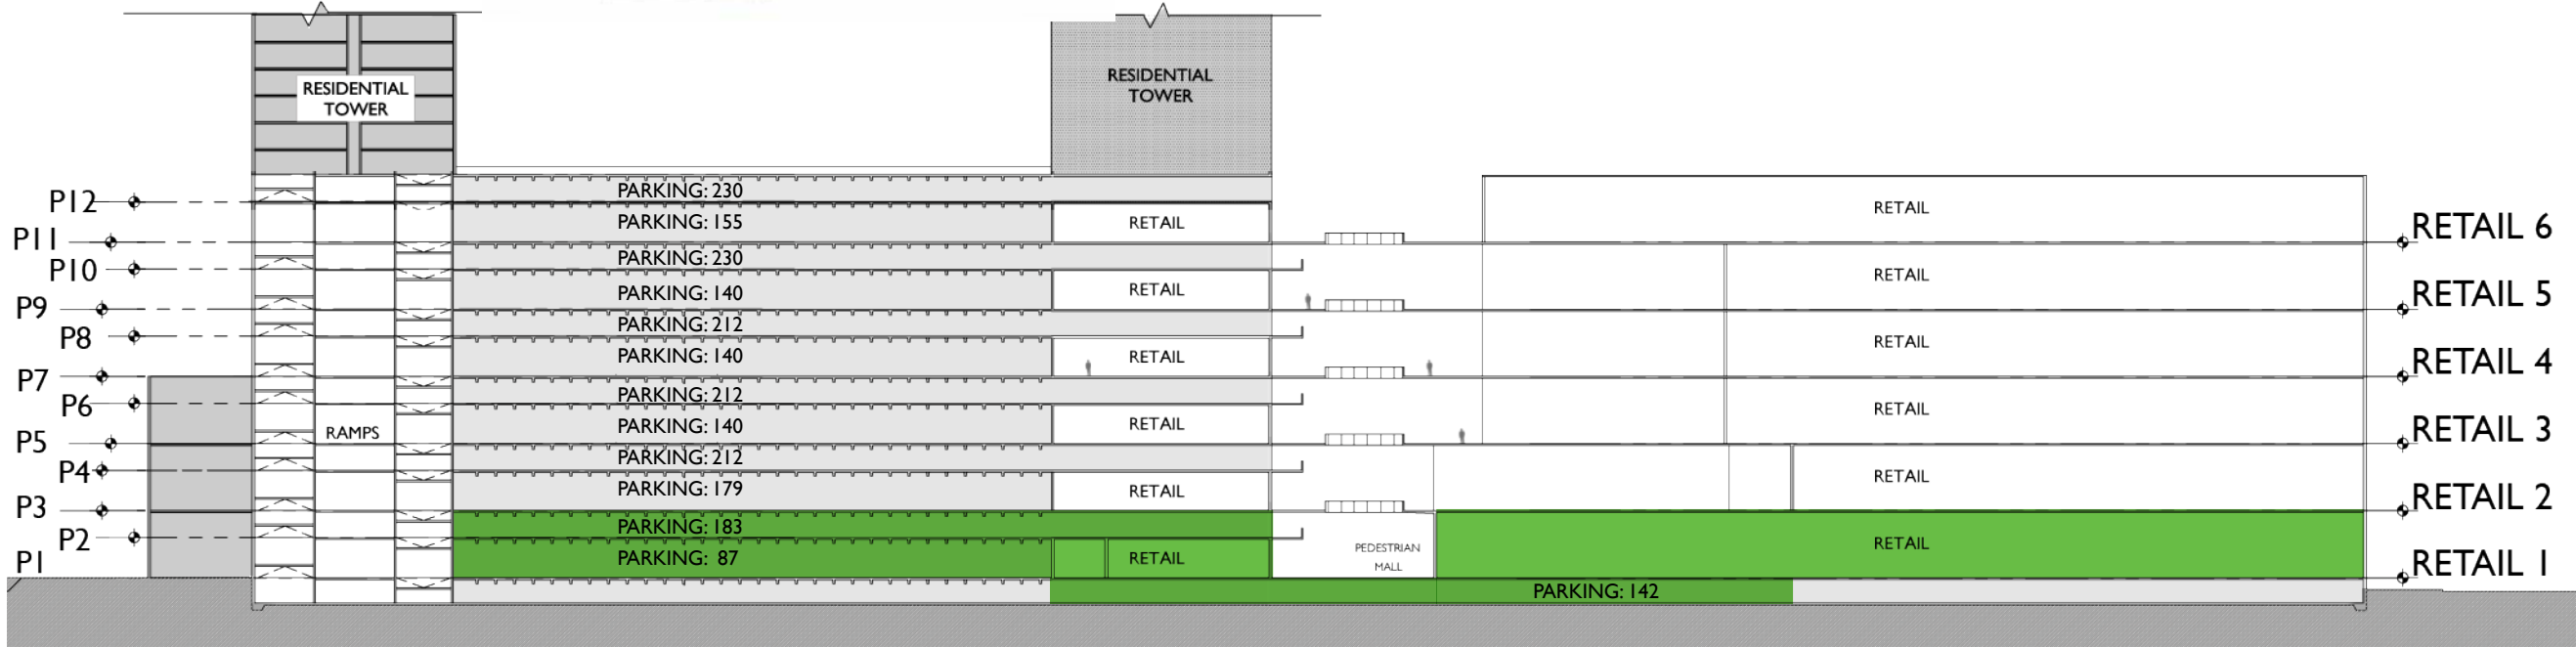 RESIDENTIAL
TOWER
RESIDENTIAL
TOWER
P12
PARKING: 230
P11
PARKING: 155
RETAIL
RETAIL
RETAIL 6
P10
PARKING: 230
P9
PARKING: 140
RETAIL
RETAIL
RETAIL 5
P8
PARKING: 212
P7
PARKING: 140
RETAIL
RETAIL
RETAIL 4
P6
PARKING: 212
P5
RAMPS
PARKING: 140
RETAIL
RETAIL
RETAIL 3
P4
PARKING: 212
P3
PARKING: 179
RETAIL
RETAIL
RETAIL 2
P2
PARKING: 183
P1
PARKING: 87
RETAIL
PEDESTRIAN
MALL
RETAIL
RETAIL 1
PARKING: 142